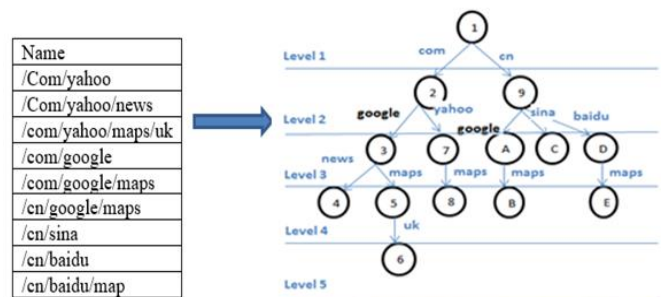 Name
/Com/yahoo
/Com/yahoo/news
/com/yahoo/maps/uk
/com/google
/com/google/maps
/cn/google/maps
/cn/sina
/cn/baidu
/cn/baidu/map
1
com cn
Level 1
2 9
google yahoo google sina baidu
Level 2
3 7 A C D
news maps maps maps maps
Level 3
4 5 8 B E
uk
Level 4
6
Level 5